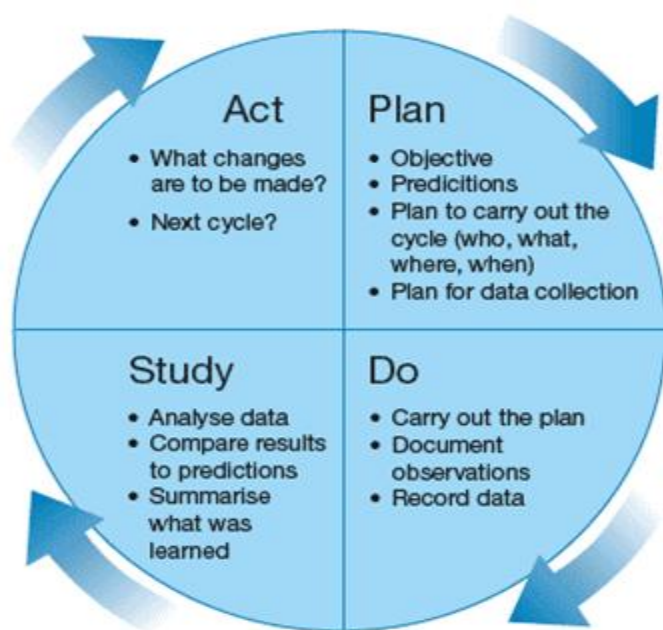 Act
• What changes
are to be made?
• Next cycle?
Plan
• Objective
• Predicitions
• Plan to carry out the
cycle (who, what,
where, when)
• Plan for data collection
Study
• Analyse data
• Compare results
to predictions
• Summarise
what was
learned
Do
• Carry out the plan
• Document
observations
• Record data